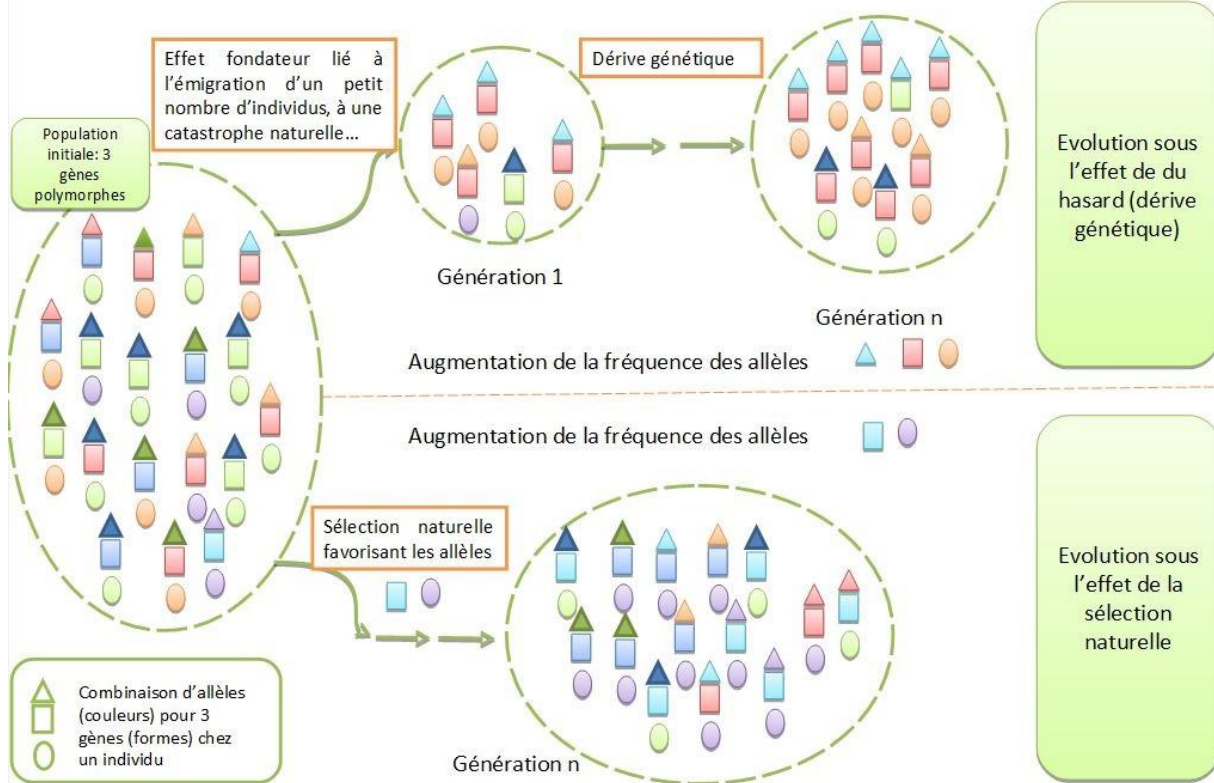 Effet fondateur lié à
l'émigration d'un petit
nombre d'individus, à une
catastrophe naturelle…
Dérive génétique
Population
initiale: 3
gènes
polymorphes
Evolution sous
l'effet de du
hasard (dérive
génétique)
Génération 1
Génération n
Augmentation de la fréquence des allèles
Augmentation de la fréquence des allèles
Sélection naturelle
favorisant les allèles
Evolution sous
l'effet de la
sélection
naturelle
Combinaison d'allèles
(couleurs) pour 3
gènes (formes) chez
un individu
Génération n